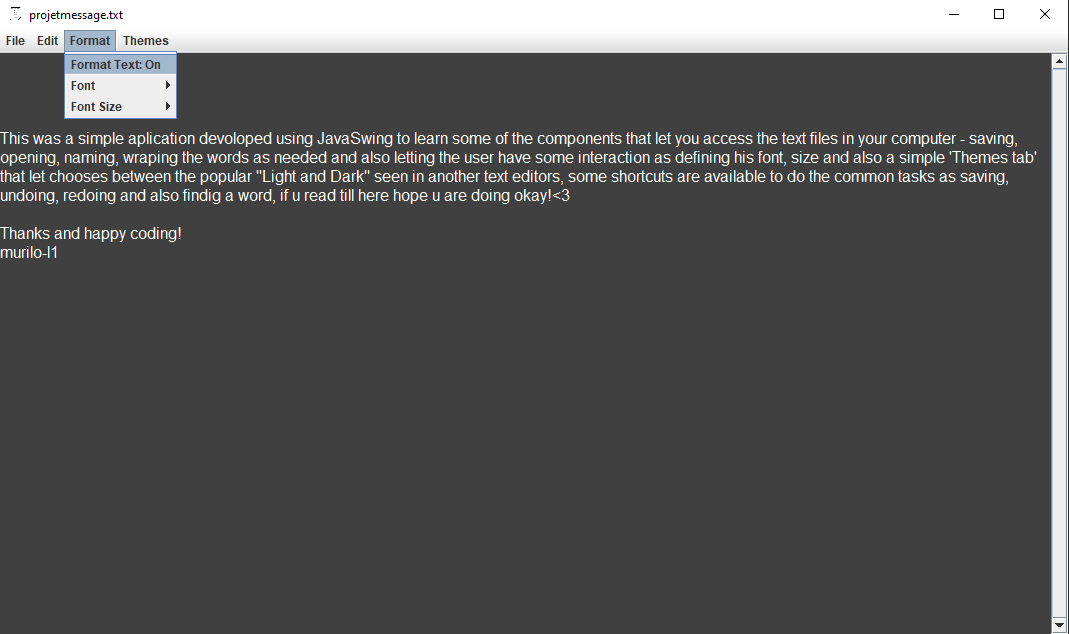 projetmessage.txt
File Edit Format Themes
Format Text: On
Font
Font Size
This was a simple aplication devoloped using JavaSwing to learn some of the components that let you access the text files in your computer - saving,
opening, naming, wraping the words as needed and also letting the user have some interaction as defining his font, size and also a simple 'Themes tab'
that let chooses between the popular "Light and Dark" seen in another text editors, some shortcuts are available to do the common tasks as saving,
undoing, redoing and also findig a word, if u read till here hope u are doing okay!<3
Thanks and happy coding!
murilo-l1